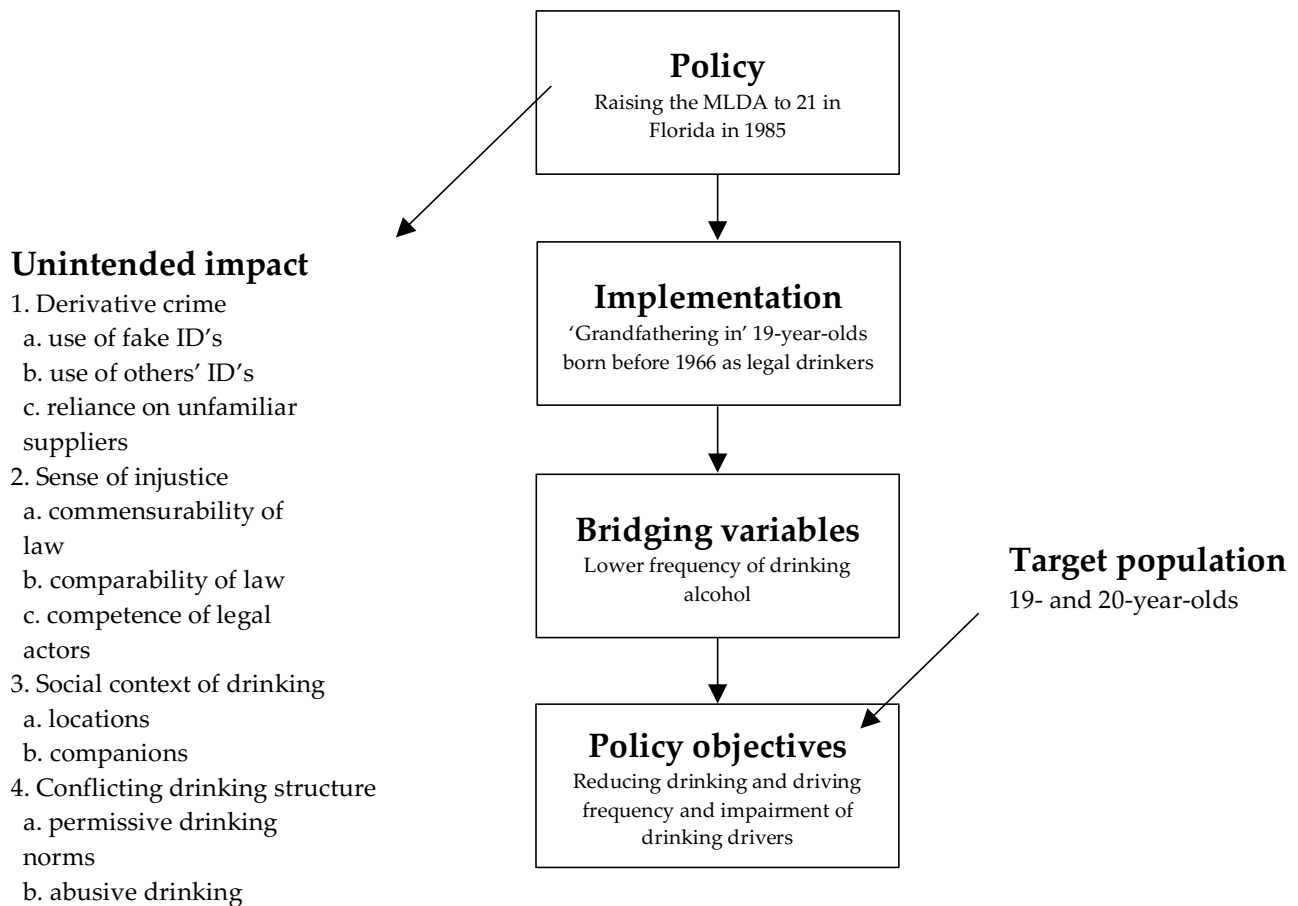 Policy
Raising the MLDA to 21 in
Florida in 1985
Unintended impact
1. Derivative crime
a. use of fake ID’s
b. use of others’ ID’s
c. reliance on unfamiliar
suppliers
2. Sense of injustice
a. commensurability of
law
b. comparability of law
c. competence of legal
actors
3. Social context of drinking
a. locations
b. companions
4. Conflicting drinking structure
a. permissive drinking
norms
b. abusive drinking
Implementation
‘Grandfathering in’ 19-year-olds
born before 1966 as legal drinkers
Bridging variables
Lower frequency of drinking
alcohol
Target population
19- and 20-year-olds
Policy objectives
Reducing drinking and driving
frequency and impairment of
drinking drivers